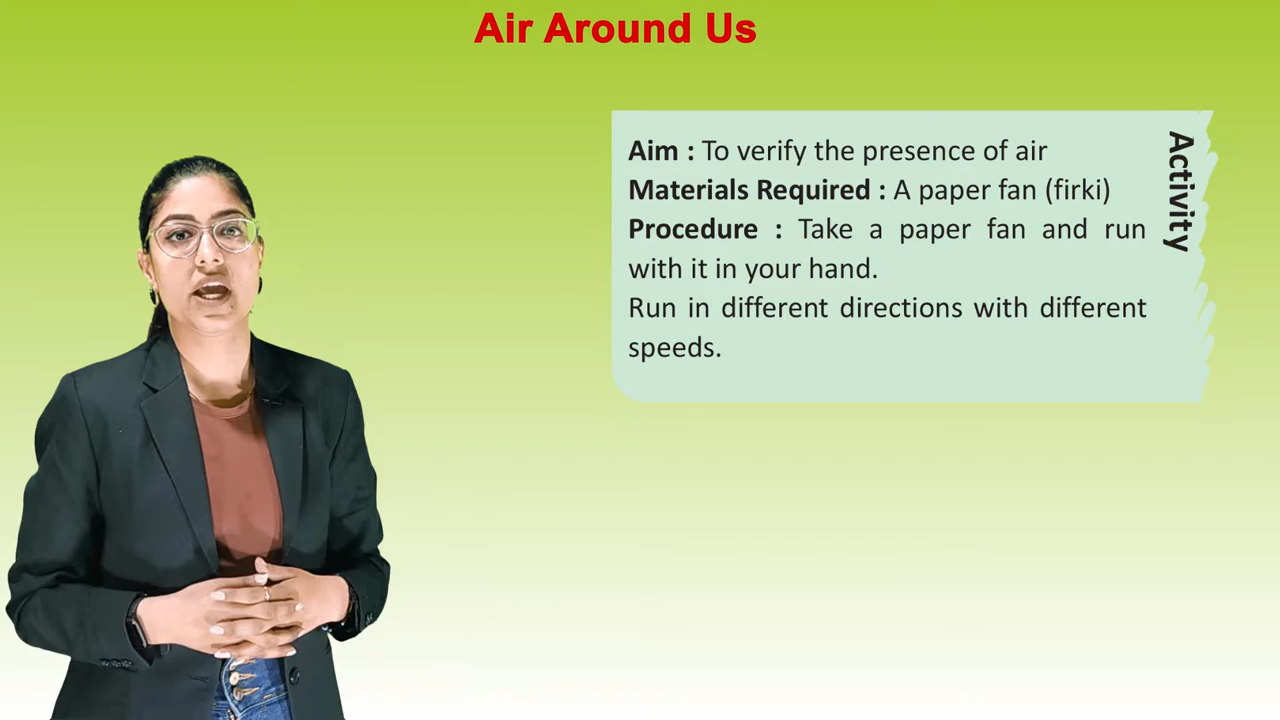 Air Around Us
Aim : To verify the presence of air
Materials Required : A paper fan (firki)
Procedure : Take a paper fan and run
with it in your hand.
Run in different directions with different
speeds.
Activity